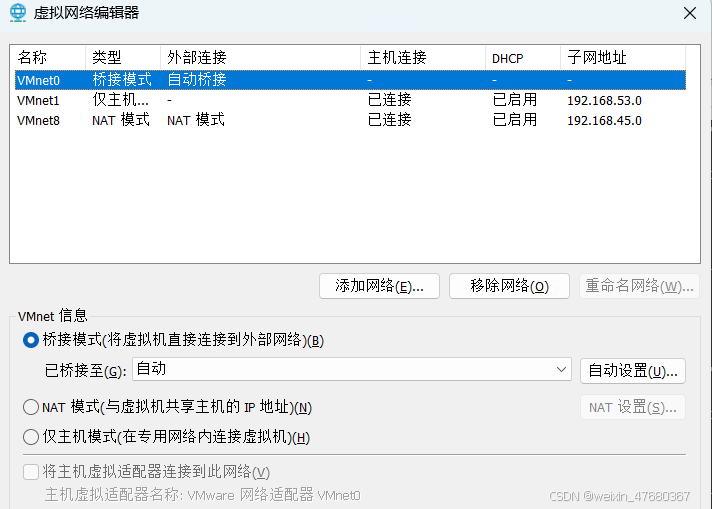 虚拟网络编辑器
名称 类型 外部连接 主机连接 DHCP 子网地址
VMnet0 桥接模式 自动桥接 - - -
VMnet1 仅主机... - 已连接 已启用 192.168.53.0
VMnet8 NAT 模式 NAT 模式 已连接 已启用 192.168.45.0
添加网络(E)... 移除网络(O) 重命名网络(W)...
VMnet 信息
桥接模式(将虚拟机直接连接到外部网络)(B)
已桥接至(G): 自动 自动设置(U)...
NAT 模式(与虚拟机共享主机的 IP 地址)(N) NAT 设置(S)...
仅主机模式(在专用网络内连接虚拟机)(H)
将主机虚拟适配器连接到此网络(V)
主机虚拟适配器名称: VMware 网络适配器 VMnet0
CSDN @weixin_47680367